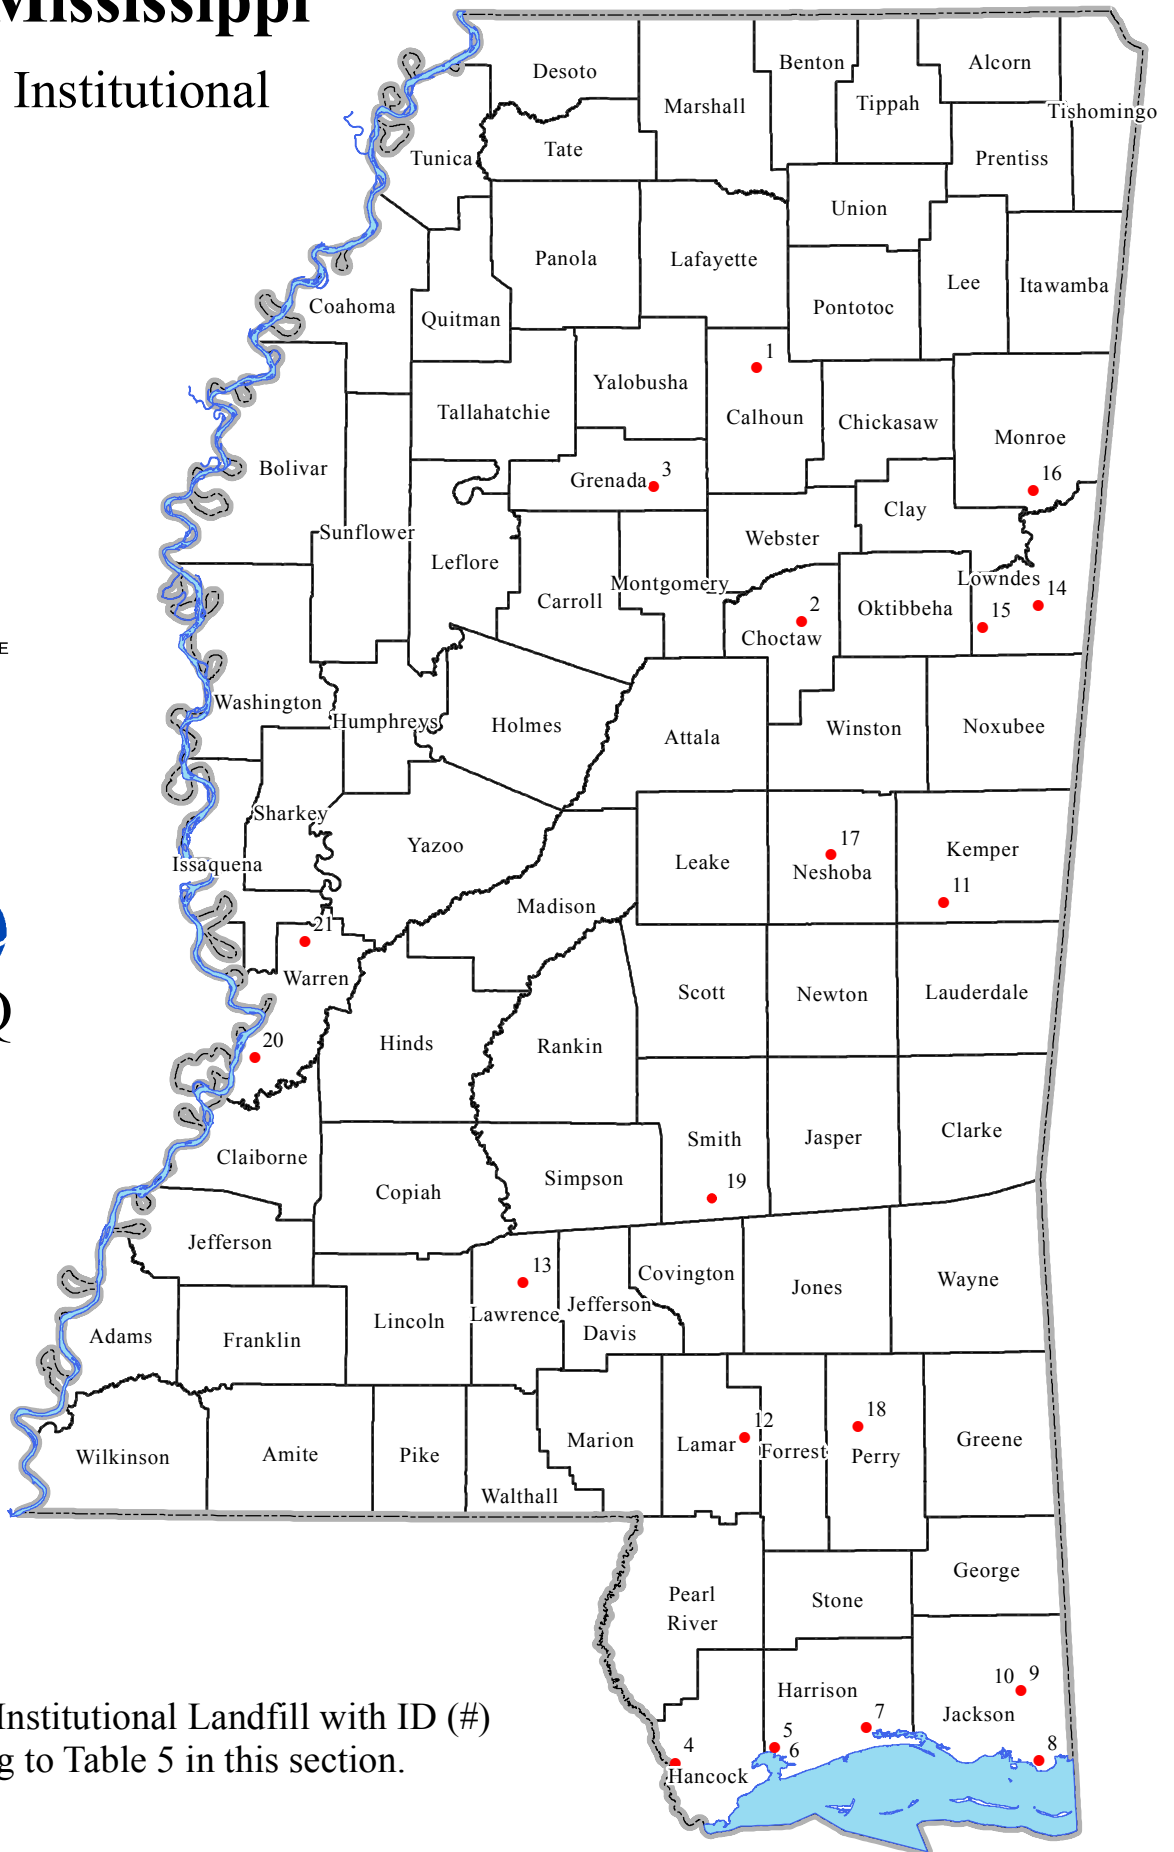 Mississippi
Institutional
Desoto
Marshall
Benton
Tippah
Alcorn
Tishomingo
Tunica
Tate
Prentiss
Union
Panola
Lafayette
Pontotoc
Lee
Itawamba
Coahoma
Quitman
1
Yalobusha
Tallahatchie
Calhoun
Chickasaw
Monroe
Bolivar
Grenada
3
16
Clay
Sunflower
Webster
Leflore
Montgomery
Carroll
Lowndes
14
2
Oktibbeha
15
Choctaw
E
Washington
Humphreys
Holmes
Attala
Winston
Noxubee
Sharkey
Yazoo
17
Kemper
Issaquena
Leake
Neshoba
11
Madison
21
Warren
Scott
Newton
Lauderdale
Q
20
Hinds
Rankin
Smith
Jasper
Clarke
Claiborne
Copiah
Simpson
19
Jefferson
13
Covington
Jones
Wayne
Adams
Franklin
Lincoln
Lawrence
Jefferson
Davis
12
18
Wilkinson
Amite
Pike
Marion
Lamar
Forrest
Perry
Greene
Walthall
Pearl
River
Stone
George
10 9
Harrison
7
Jackson
Institutional Landfill with ID (#)
g to Table 5 in this section.
4
5
6
8
Hancock